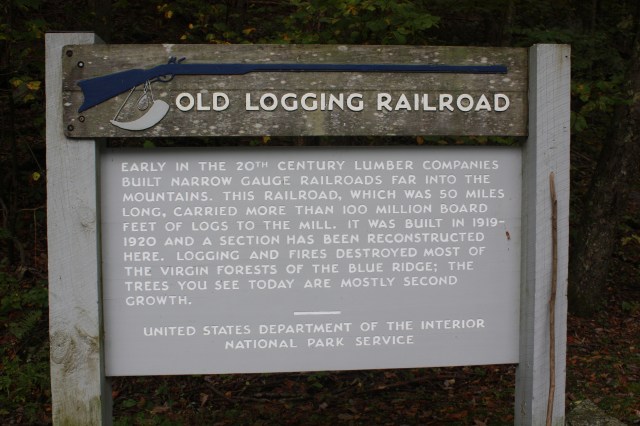 OLD LOGGING RAILROAD
EARLY IN THE 20TH CENTURY LUMBER COMPANIES
BUILT NARROW GAUGE RAILROADS FAR INTO THE
MOUNTAINS. THIS RAILROAD, WHICH WAS 50 MILES
LONG, CARRIED MORE THAN 100 MILLION BOARD
FEET OF LOGS TO THE MILL. IT WAS BUILT IN 1919-
1920 AND A SECTION HAS BEEN RECONSTRUCTED
HERE. LOGGING AND FIRES DESTROYED MOST OF
THE VIRGIN FORESTS OF THE BLUE RIDGE; THE
TREES YOU SEE TODAY ARE MOSTLY SECOND
GROWTH.
UNITED STATES DEPARTMENT OF THE INTERIOR
NATIONAL PARK SERVICE